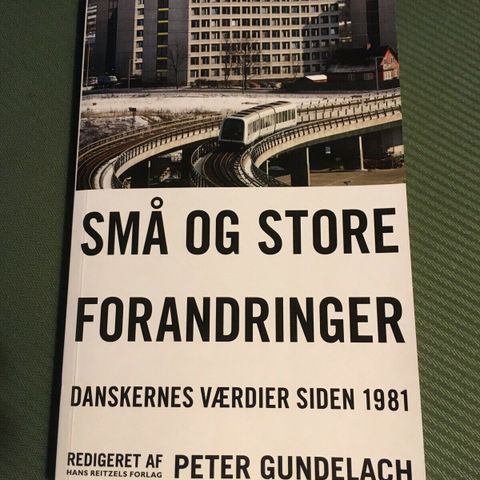 SMÅ OG STORE
FORANDRINGER
DANSKERNES VÆRDIER SIDEN 1981
REDIGERET AF PETER GUNDELACH
HANS REITZELS FORLAG